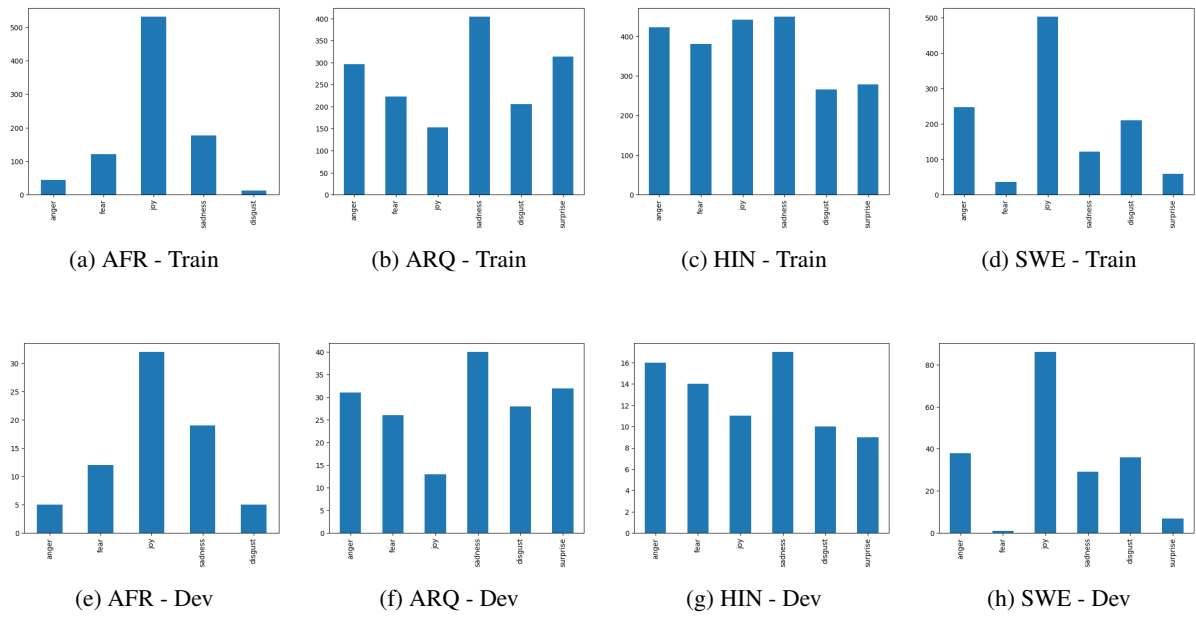 500
400
300
200
100
0
anger
fear
joy
sadness
disgust
(a) AFR - Train
400
350
300
250
200
150
100
50
0
anger
fear
joy
sadness
disgust
surprise
(b) ARQ - Train
400
300
200
100
0
anger
fear
joy
sadness
disgust
surprise
(c) HIN - Train
500
400
300
200
100
0
anger
fear
joy
sadness
disgust
surprise
(d) SWE - Train
30
25
20
15
10
5
0
anger
fear
joy
sadness
disgust
(e) AFR - Dev
40
35
30
25
20
15
10
5
0
anger
fear
joy
sadness
disgust
surprise
(f) ARQ - Dev
16
14
12
10
8
6
4
2
0
anger
fear
joy
sadness
disgust
surprise
(g) HIN - Dev
80
60
40
20
0
anger
fear
joy
sadness
disgust
surprise
(h) SWE - Dev